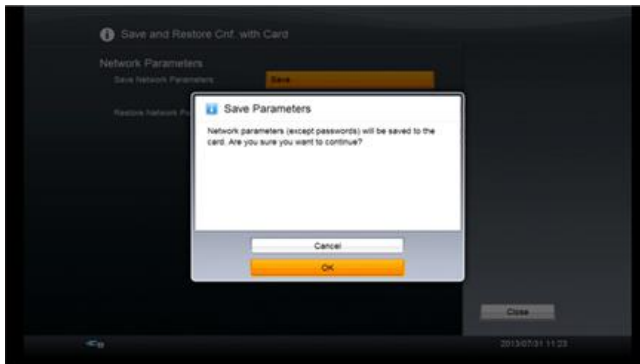 Save and Restore Cnf. with Card
Network Parameters
Save Network Parameters
Save
Restore Network
Save Parameters
Network parameters (except passwords) will be saved to the
card. Are you sure you want to continue?
Cancel
OK
Close
2013/07/31 11:23